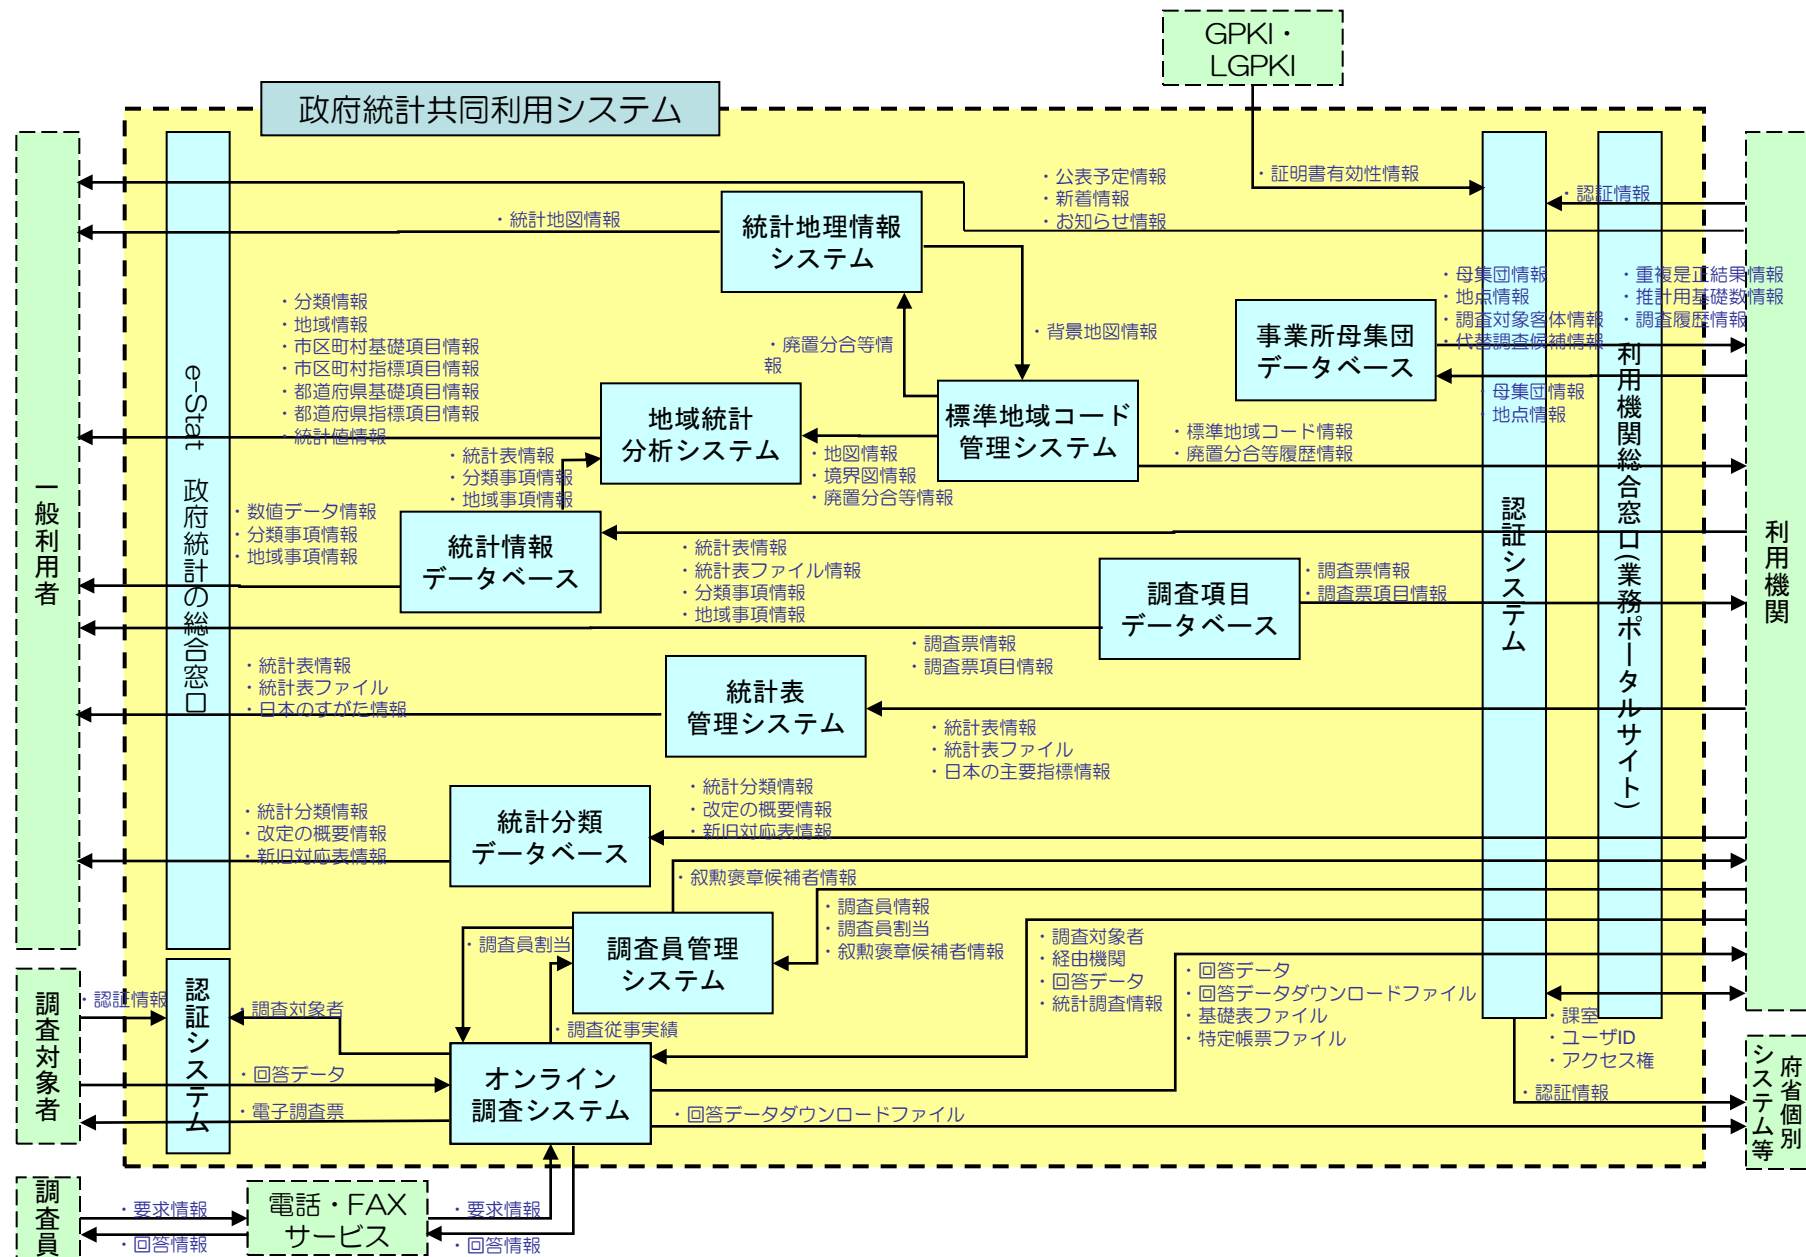 GPKI・
LGPKI
政府統計共同利用システム
・証明書有効性情報
・認証情報
・公表予定情報
・新着情報
・お知らせ情報
・統計地図情報
統計地理情報
システム
・母集団情報
・地点情報
・調査対象客体情報
・代替調査候補情報
・重複是正結果情報
・推計用基礎数情報
・調査履歴情報
・分類情報
・地域情報
・市区町村基礎項目情報
・市区町村指標項目情報
・都道府県基礎項目情報
・都道府県指標項目情報
・統計値情報
・廃置分合等情
報
・背景地図情報
事業所母集団
データベース
・母集団情報
・地点情報
地域統計
分析システム
標準地域コード
管理システム
・地図情報
・境界図情報
・廃置分合等情報
・標準地域コード情報
・廃置分合等履歴情報
・統計表情報
・分類事項情報
・地域事項情報
e-Stat 政府統計の総合窓口
一般利用者
認証システム
利用機関総合窓口(業務ポータルサイト)
利用機関
・数値データ情報
・分類事項情報
・地域事項情報
統計情報
データベース
・統計表情報
・統計表ファイル情報
・分類事項情報
・地域事項情報
調査項目
データベース
・調査票情報
・調査票項目情報
・調査票情報
・調査票項目情報
・統計表情報
・統計表ファイル
・日本のすがた情報
統計表
管理システム
・統計表情報
・統計表ファイル
・日本の主要指標情報
・統計分類情報
・改定の概要情報
・新旧対応表情報
統計分類
データベース
・統計分類情報
・改定の概要情報
・新旧対応表情報
・叙勲褒章候補者情報
・調査員情報
・調査員割当
・叙勲褒章候補者情報
・調査員割当
調査員管理
システム
・調査対象者
・経由機関
・回答データ
・統計調査情報
・回答データ
・回答データダウンロードファイル
・基礎表ファイル
・特定帳票ファイル
・課室
・ユーザID
・アクセス権
調査対象者
・認証情報
認証システム
・調査対象者
・調査従事実績
・回答データ
・電子調査票
オンライン
調査システム
・回答データダウンロードファイル
・認証情報
府省個別
システム等
調査員
・要求情報
・回答情報
電話・FAX
サービス
・要求情報
・回答情報